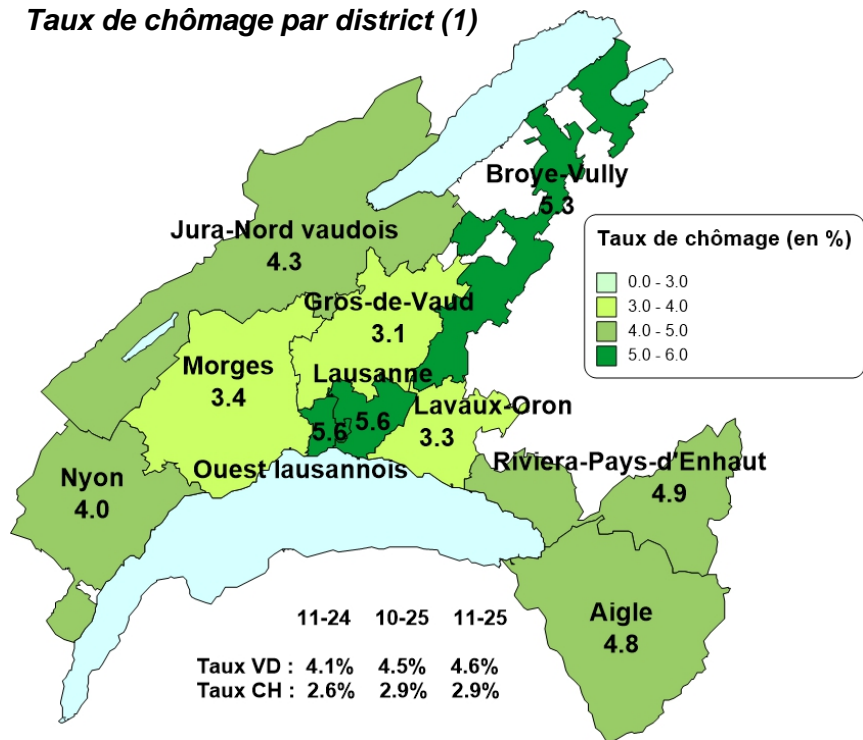 Taux de chômage par district (1)
Broye-Vully
5.3
Jura-Nord vaudois
4.3
Taux de chômage (en %)
0.0 - 3.0
3.0 - 4.0
4.0 - 5.0
5.0 - 6.0
Gros-de-Vaud
3.1
Morges
3.4
Lausanne
5.6
5.6
Lavaux-Oron
3.3
Ouest lausannois
Nyon
4.0
Riviera-Pays-d'Enhaut
4.9
Aigle
4.8
11-24 10-25 11-25
Taux VD : 4.1% 4.5% 4.6%
Taux CH : 2.6% 2.9% 2.9%